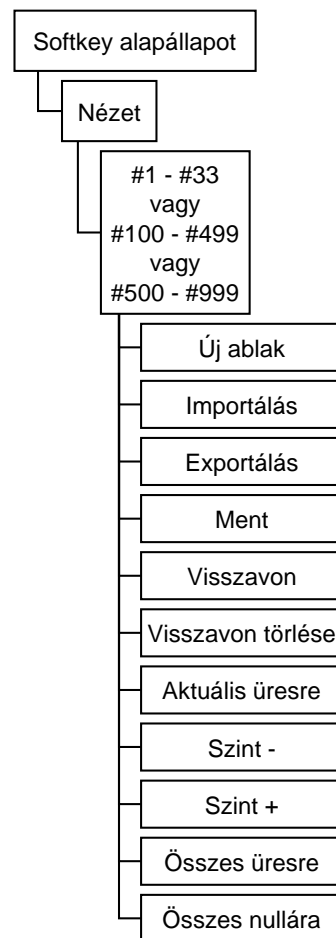 Softkey alapállapot
Nézet
#1 - #33
vagy
#100 - #499
vagy
#500 - #999
Új ablak
Importálás
Exportálás
Ment
Visszavon
Visszavon törlése
Aktuális üresre
Szint -
Szint +
Összes üresre
Összes nullára